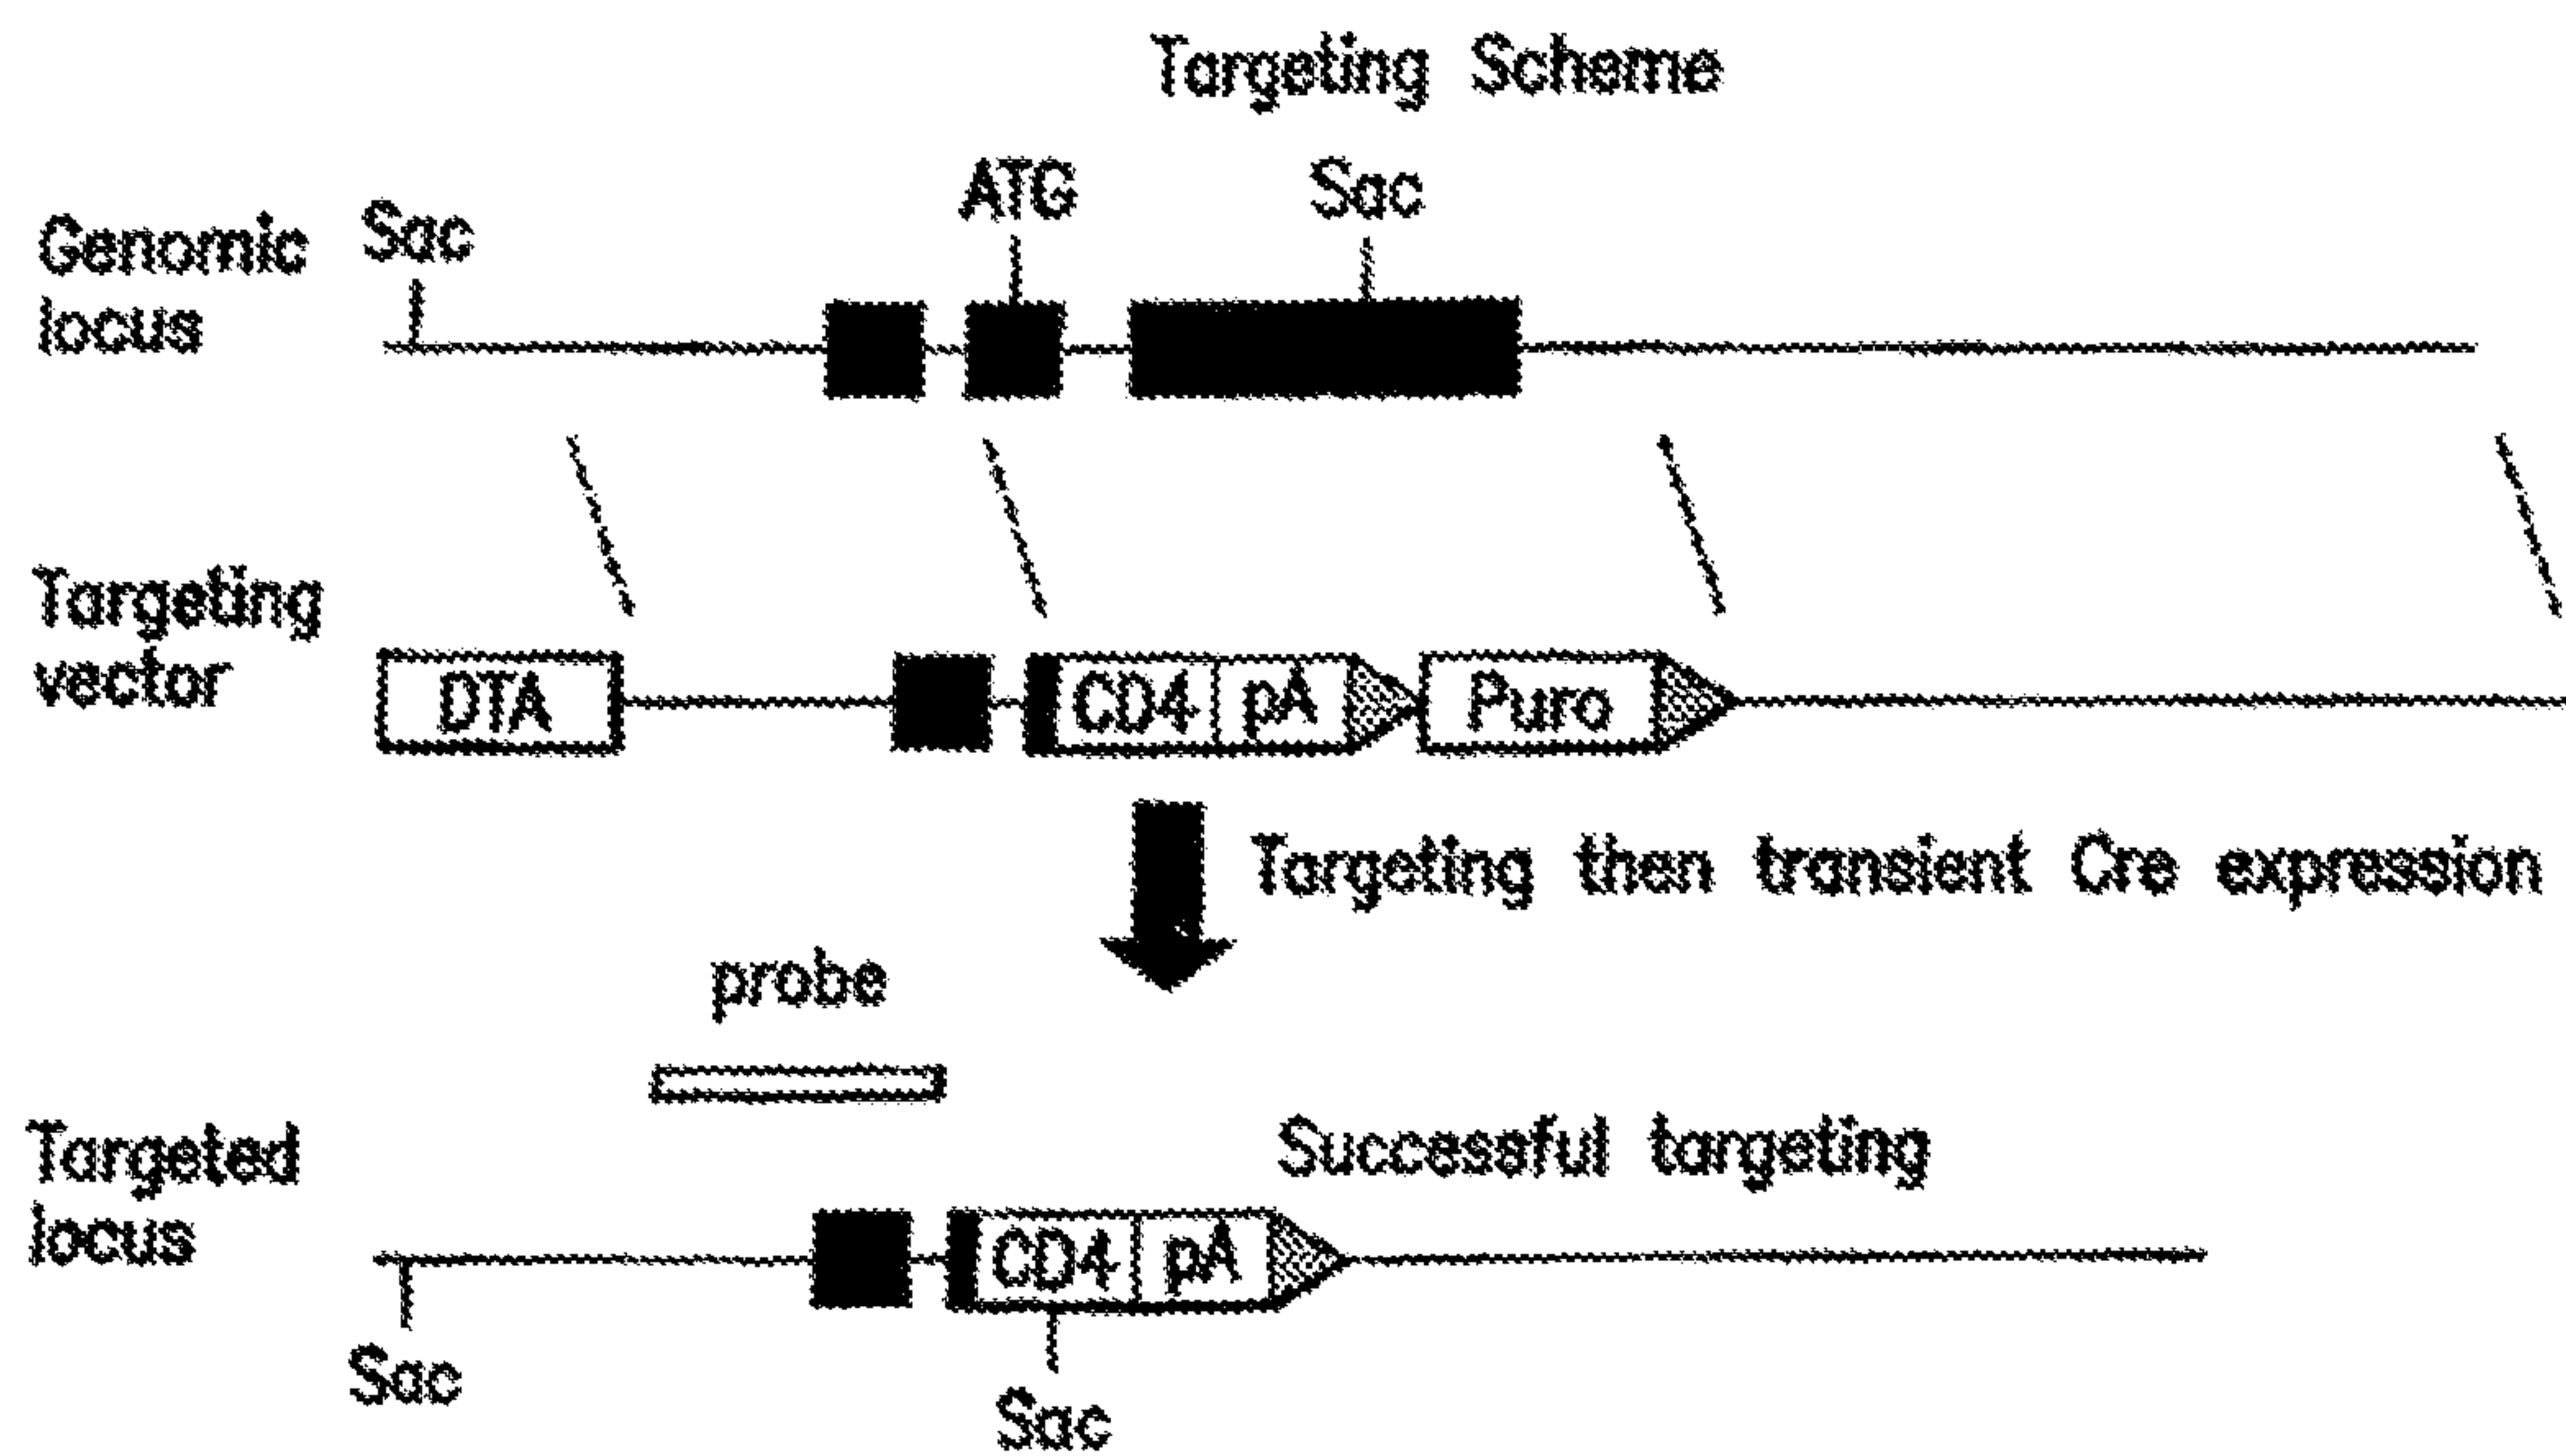 Targeting Scheme
ATG
Sac
Genomic
locus
Sac
Targeting
vector
DTA
CD4
pA
Puro
Targeting then transient Cre expression
probe
Targeted
locus
Successful targeting
CD4
pA
Sac
Sac